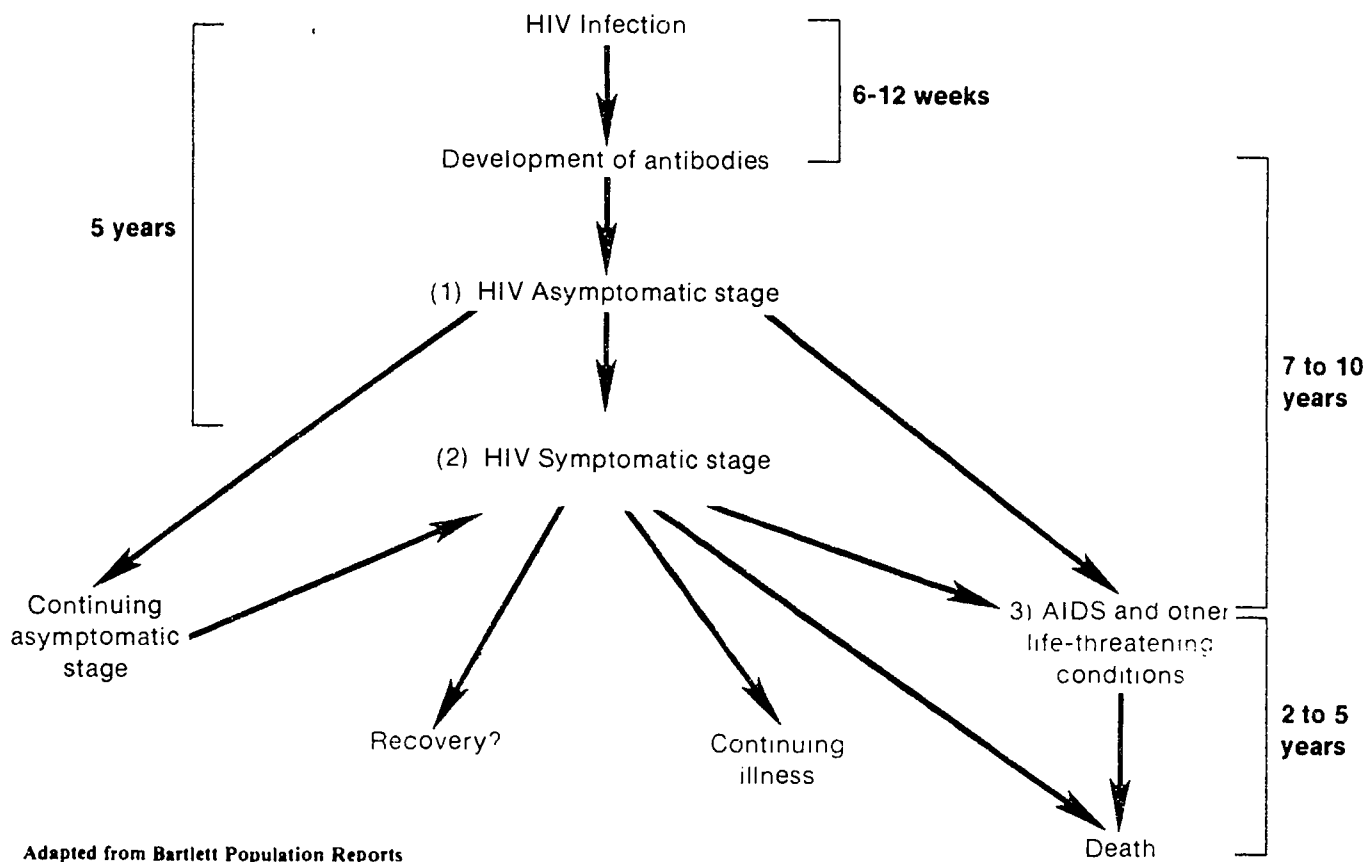 HIV Infection
6-12 weeks
Development of antibodies
5 years
(1) HIV Asymptomatic stage
7 to 10
years
(2) HIV Symptomatic stage
Continuing
asymptomatic
stage
3) AIDS and other
life-threatening
conditions
Recovery?
Continuing
illness
2 to 5
years
Death
Adapted from Bartlett Population Reports